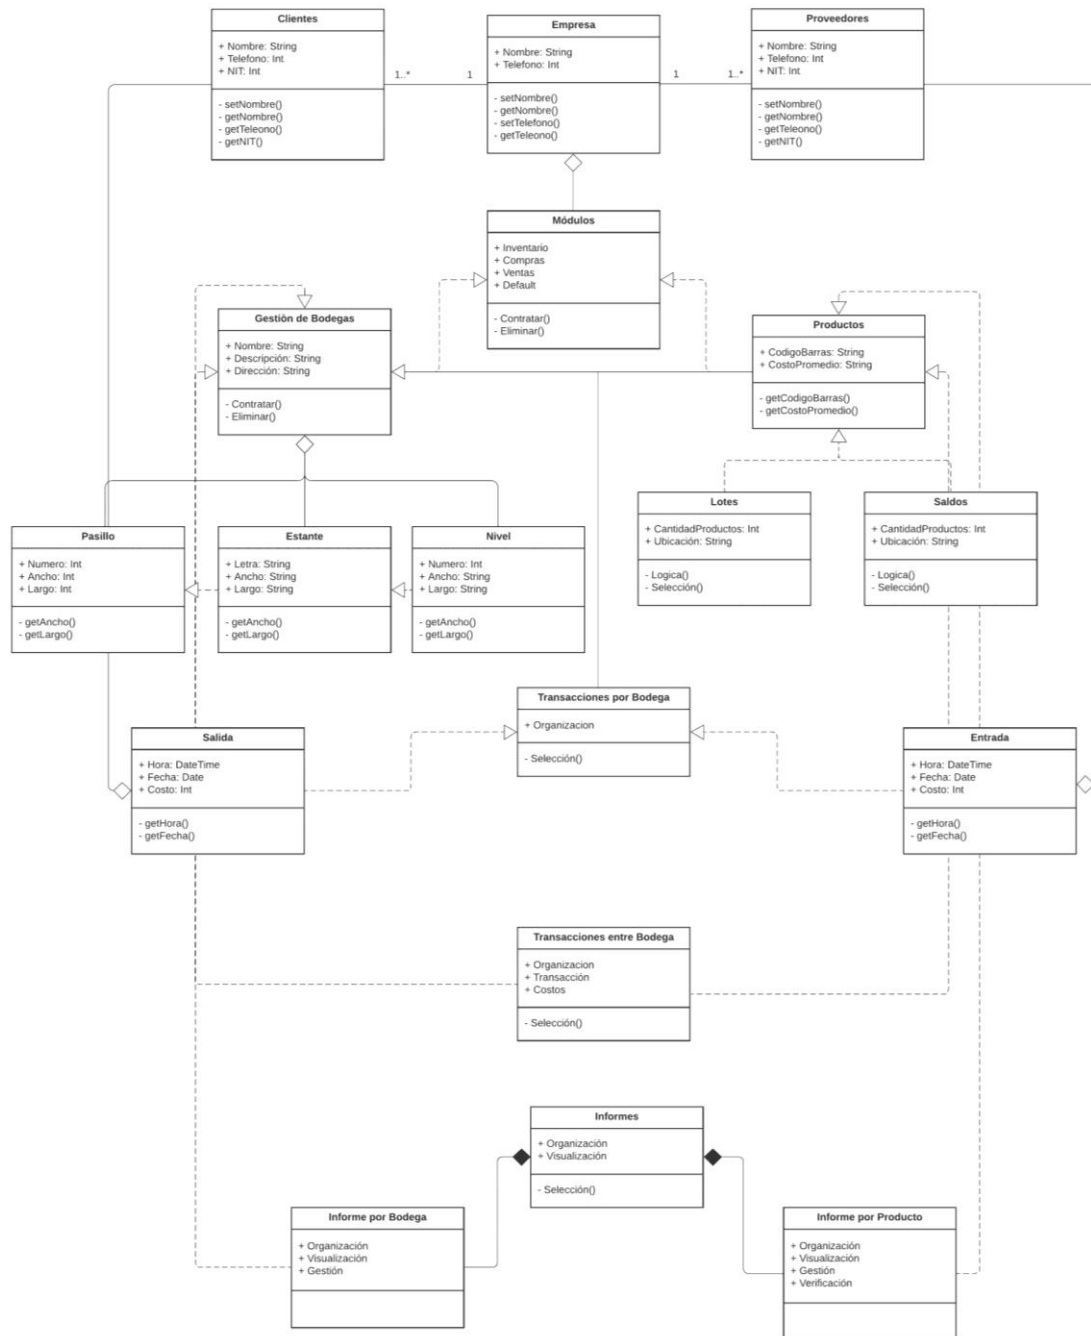 Clientes
+ Nombre: String
+ Telefono: Int
+ NIT: Int
- setNombre()
- getNombre()
- getTeleono()
- getNIT()
1..*
1
Empresa
+ Nombre: String
+ Telefono: Int
- setNombre()
- getNombre()
- setTelefono()
- getTeleono()
1
1..*
Proveedores
+ Nombre: String
+ Telefono: Int
+ NIT: Int
- setNombre()
- getNombre()
- getTeleono()
- getNIT()
Módulos
+ Inventario
+ Compras
+ Ventas
+ Default
- Contratar()
- Eliminar()
Gestiòn de Bodegas
+ Nombre: String
+ Descripción: String
+ Dirección: String
- Contratar()
- Eliminar()
Productos
+ CodigoBarras: String
+ CostoPromedio: String
- getCodigoBarras()
- getCostoPromedio()
Lotes
+ CantidadProductos: Int
+ Ubicación: String
- Logica()
- Selección()
Saldos
+ CantidadProductos: Int
+ Ubicación: String
- Logica()
- Selección()
Pasillo
+ Numero: Int
+ Ancho: Int
+ Largo: Int
- getAncho()
- getLargo()
Estante
+ Letra: String
+ Ancho: String
+ Largo: String
- getAncho()
- getLargo()
Nivel
+ Numero: Int
+ Ancho: String
+ Largo: String
- getAncho()
- getLargo()
Transacciones por Bodega
+ Organizacion
- Selección()
Salida
+ Hora: DateTime
+ Fecha: Date
+ Costo: Int
- getHora()
- getFecha()
Entrada
+ Hora: DateTime
+ Fecha: Date
+ Costo: Int
- getHora()
- getFecha()
Transacciones entre Bodega
+ Organizacion
+ Transacción
+ Costos
- Selección()
Informes
+ Organización
+ Visualización
- Selección()
Informe por Bodega
+ Organización
+ Visualización
+ Gestión
Informe por Producto
+ Organización
+ Visualización
+ Gestión
+ Verificación